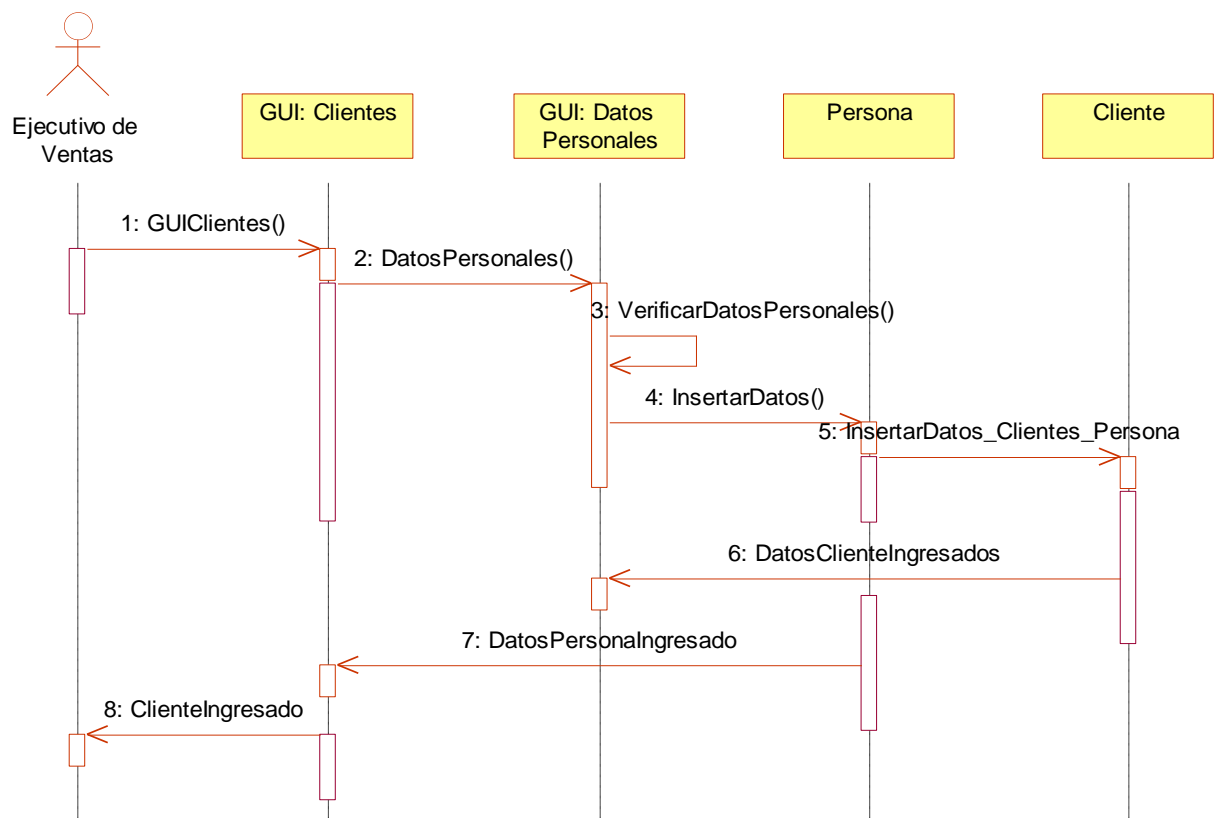 Ejecutivo de
Ventas
GUI: Clientes
GUI: Datos
Personales
Persona
Cliente
1: GUIClientes()
2: DatosPersonales()
3: VerificarDatosPersonales()
4: InsertarDatos()
5: InsertarDatos_Clientes_Persona
6: DatosClienteIngresados
7: DatosPersonaIngresado
8: ClienteIngresado